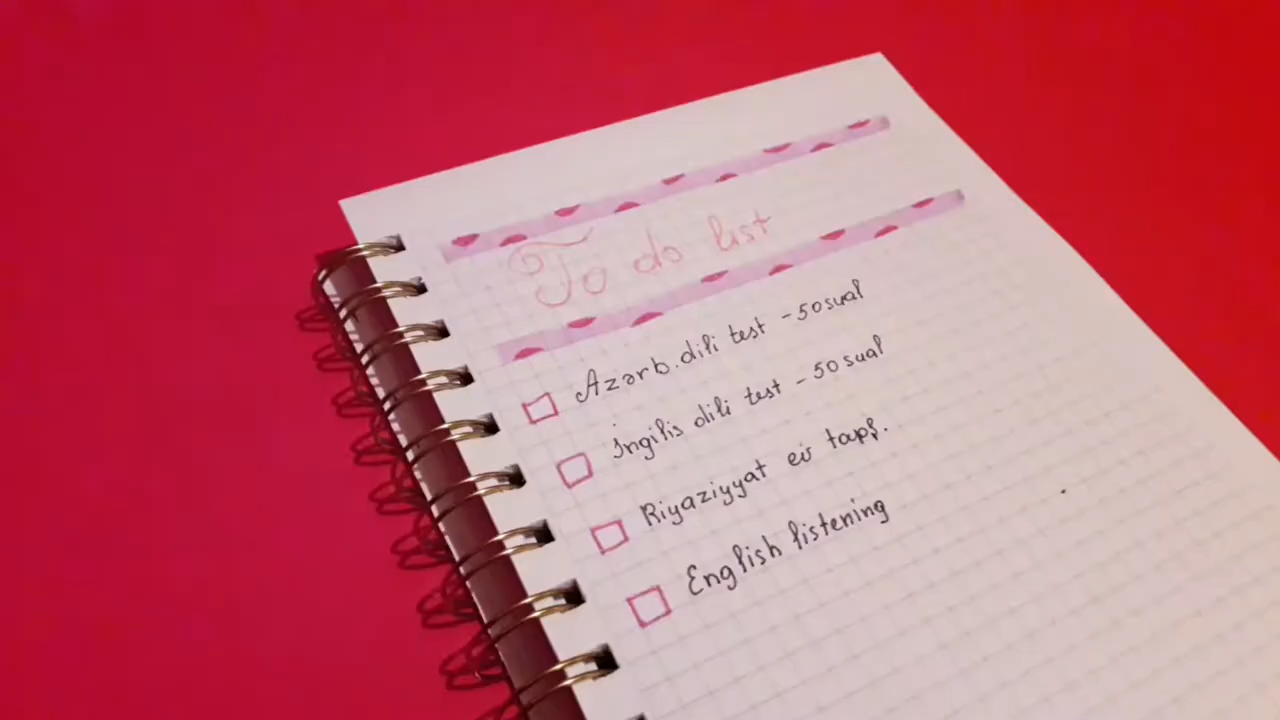 To do list
Azərb.dili test - 50 sual
İngilis dili test - 50 sual
Riyaziyyat ev tapş.
English listening